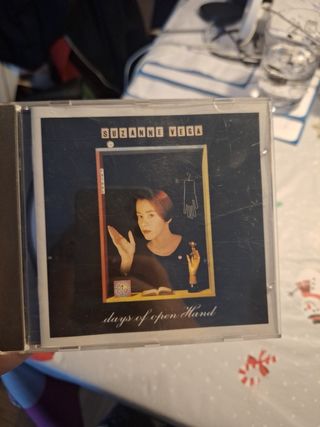 SUZANNE VEGA
days of open Hand